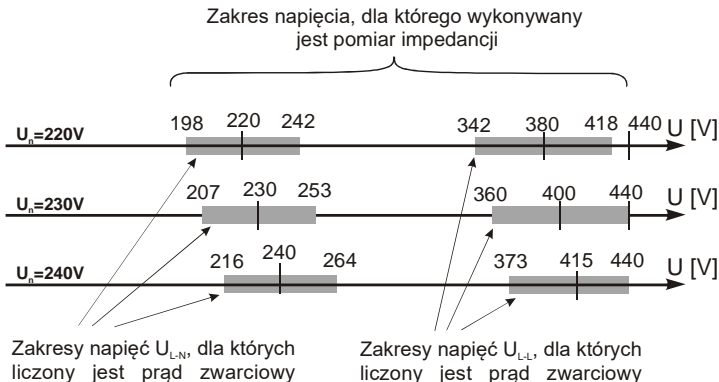 Zakres napięcia, dla którego wykonywany
jest pomiar impedancji
Un=220V 198 220 242 342 380 418 440 U [V]
Un=230V 207 230 253 360 400 440 U [V]
Un=240V 216 240 264 373 415 440 U [V]
Zakresy napięć UL-N, dla których
liczony jest prąd zwarciowy
Zakresy napięć UL-L, dla których
liczony jest prąd zwarciowy